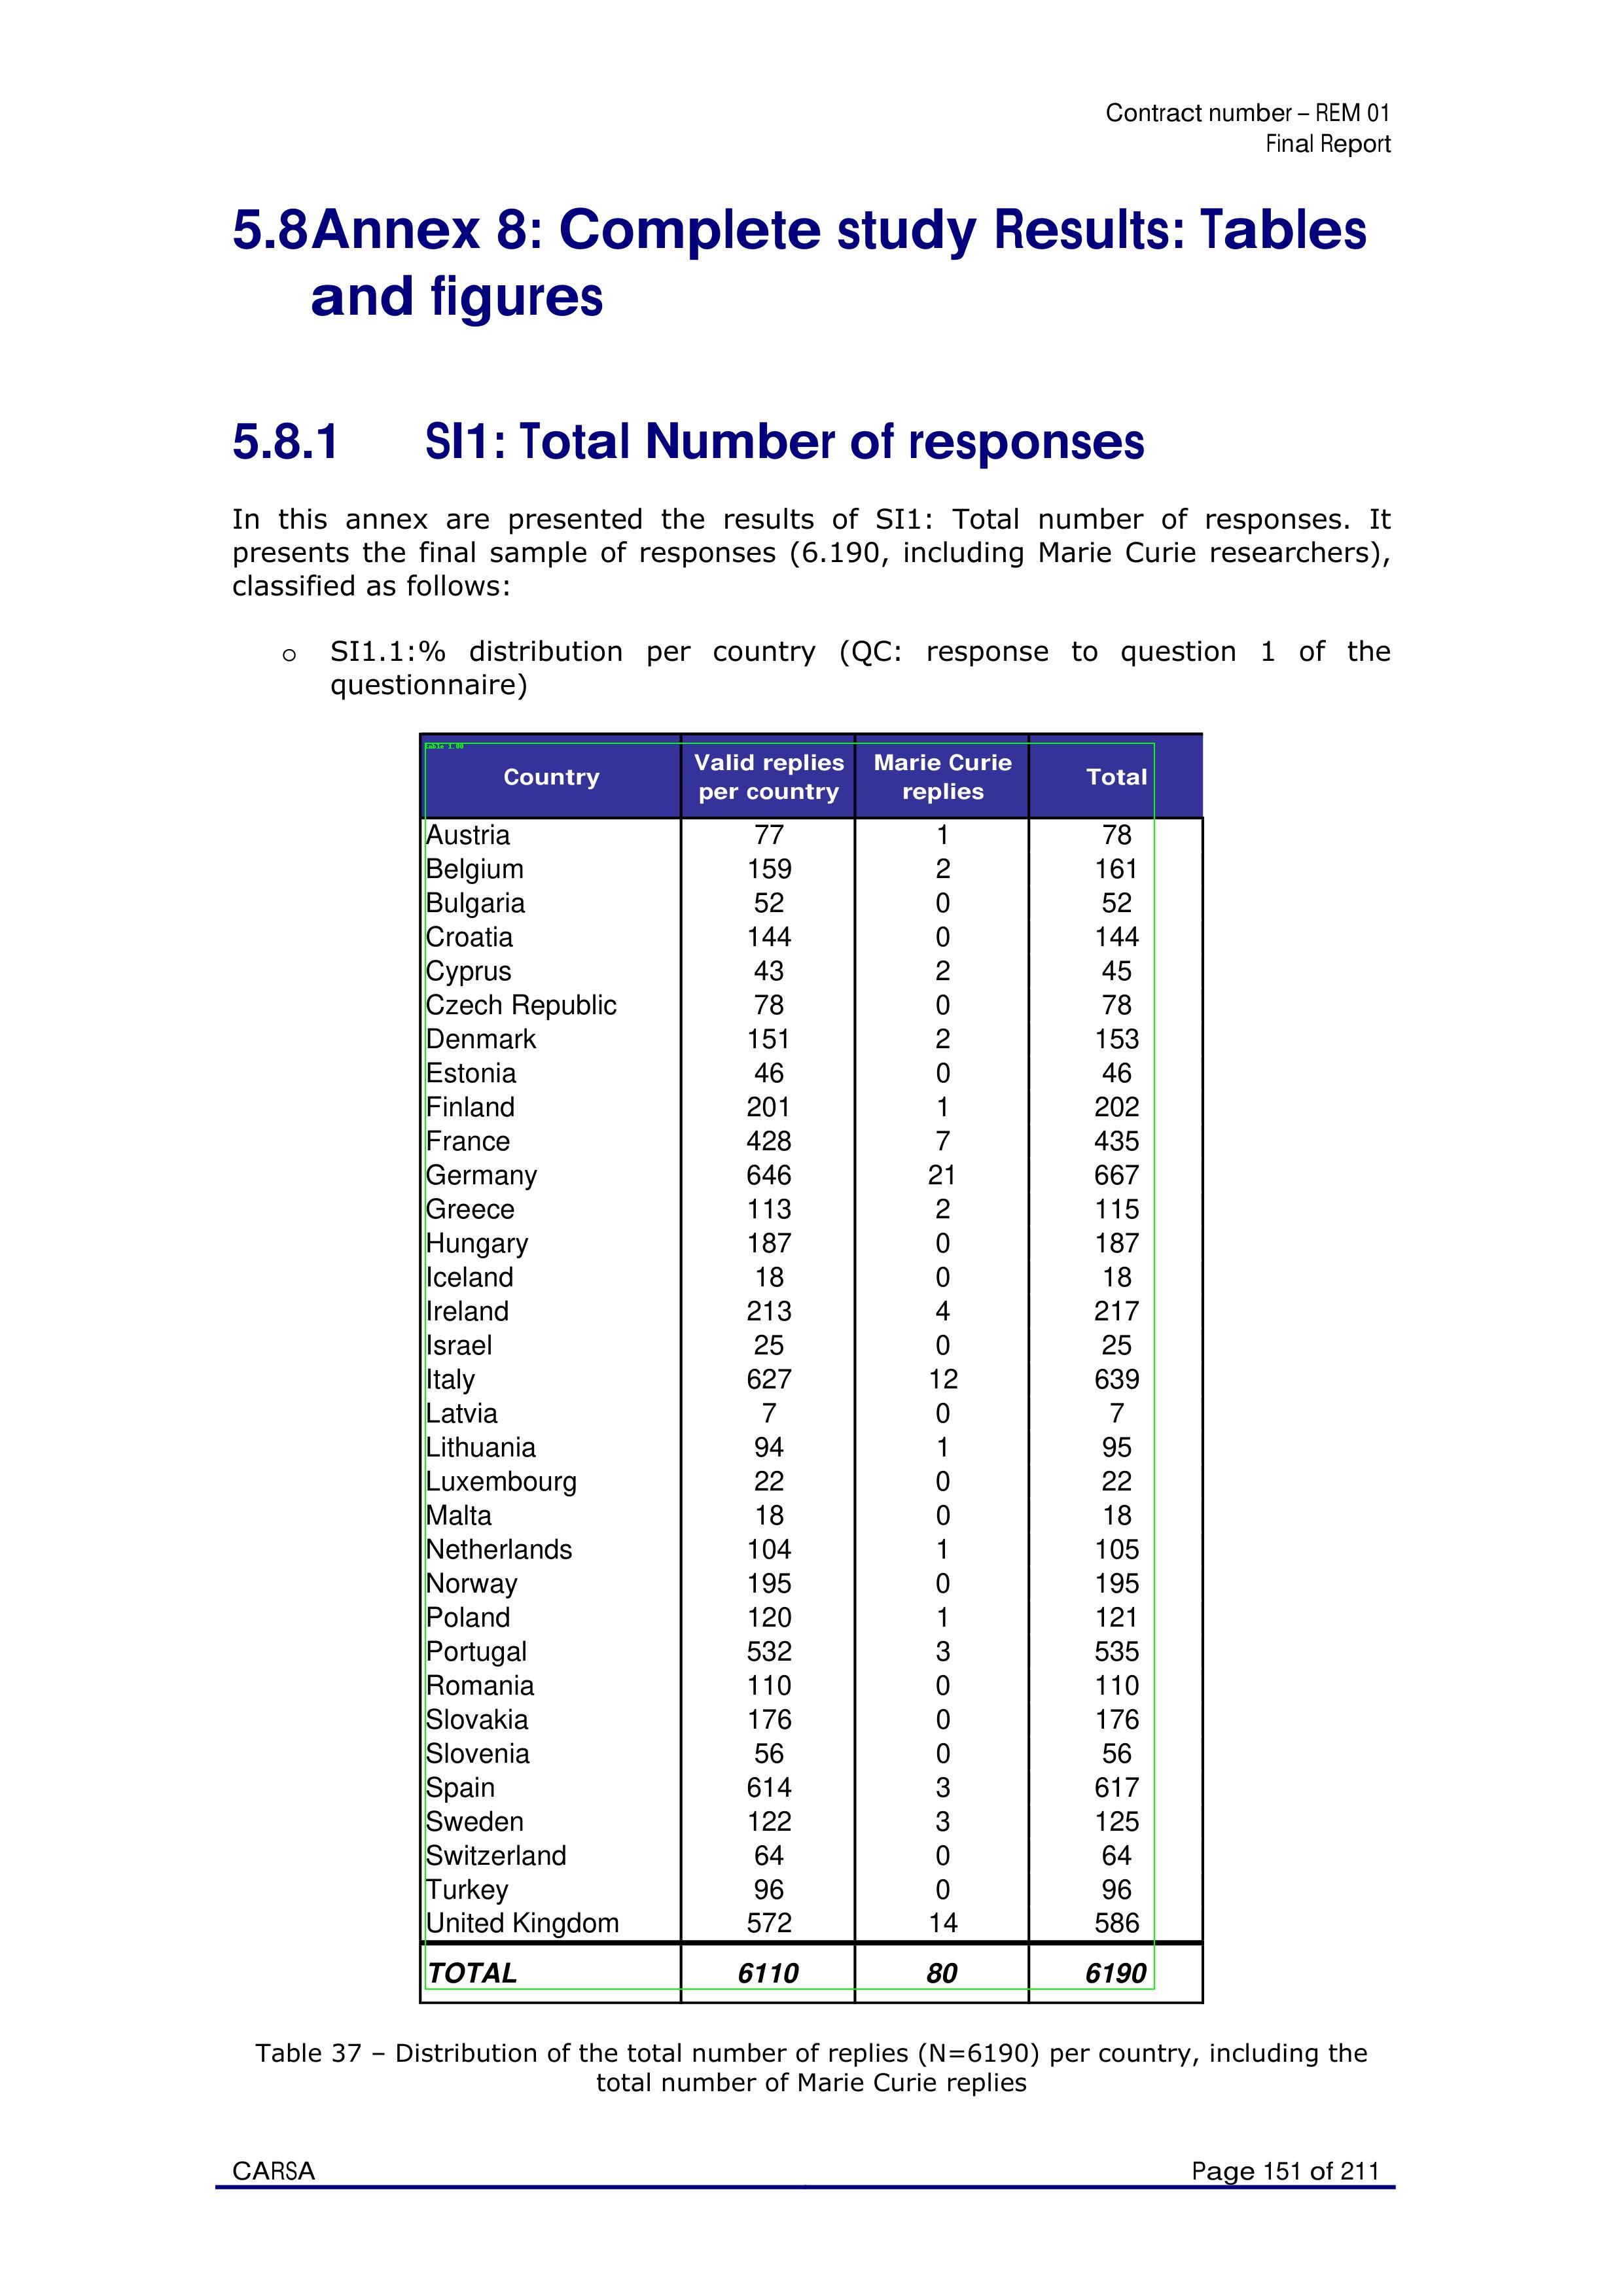 Contract number – REM 01
Final Report
5.8 Annex 8: Complete study Results: Tables
and figures
5.8.1 SI1: Total Number of responses
In this annex are presented the results of SI1: Total number of responses. It
presents the final sample of responses (6.190, including Marie Curie researchers),
classified as follows:
o SI1.1:% distribution per country (QC: response to question 1 of the
questionnaire)
table 1.00
Country Valid replies per country Marie Curie replies Total
Austria 77 1 78
Belgium 159 2 161
Bulgaria 52 0 52
Croatia 144 0 144
Cyprus 43 2 45
Czech Republic 78 0 78
Denmark 151 2 153
Estonia 46 0 46
Finland 201 1 202
France 428 7 435
Germany 646 21 667
Greece 113 2 115
Hungary 187 0 187
Iceland 18 0 18
Ireland 213 4 217
Israel 25 0 25
Italy 627 12 639
Latvia 7 0 7
Lithuania 94 1 95
Luxembourg 22 0 22
Malta 18 0 18
Netherlands 104 1 105
Norway 195 0 195
Poland 120 1 121
Portugal 532 3 535
Romania 110 0 110
Slovakia 176 0 176
Slovenia 56 0 56
Spain 614 3 617
Sweden 122 3 125
Switzerland 64 0 64
Turkey 96 0 96
United Kingdom 572 14 586
TOTAL 6110 80 6190
Table 37 – Distribution of the total number of replies (N=6190) per country, including the
total number of Marie Curie replies
CARSA Page 151 of 211